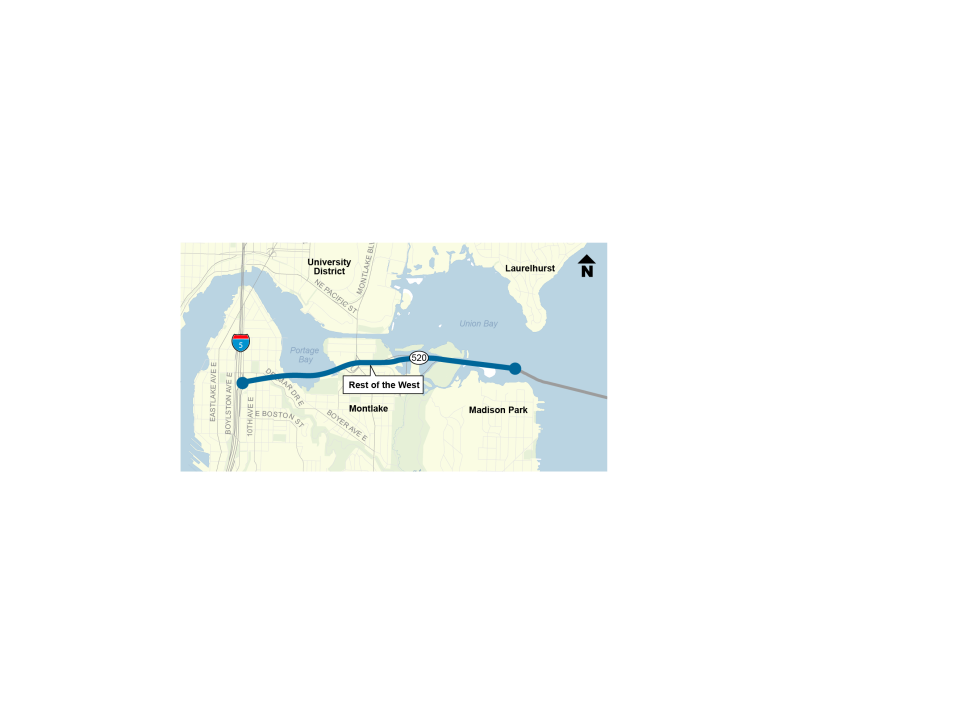 University
District
Laurelhurst
N
MONTLAKE BLV
NE PACIFIC ST
Union Bay
5
Portage
Bay
520
Rest of the West
DELMAR DR E
EASTLAKE AVE E
BOYLSTON AVE E
10TH AVE E
E BOSTON ST
Montlake
BOYER AVE E
Madison Park